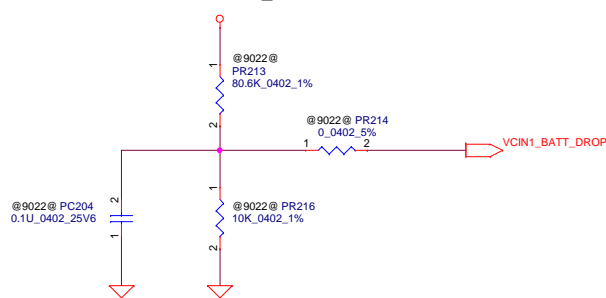 _
1
@9022@
PR213
80.6K_0402_1%
2
@9022@ PR214
0_0402_5%
1
2
VCIN1_BATT_DROP
2
@9022@ PC204
0.1U_0402_25V6
1
1
@9022@ PR216
10K_0402_1%
2